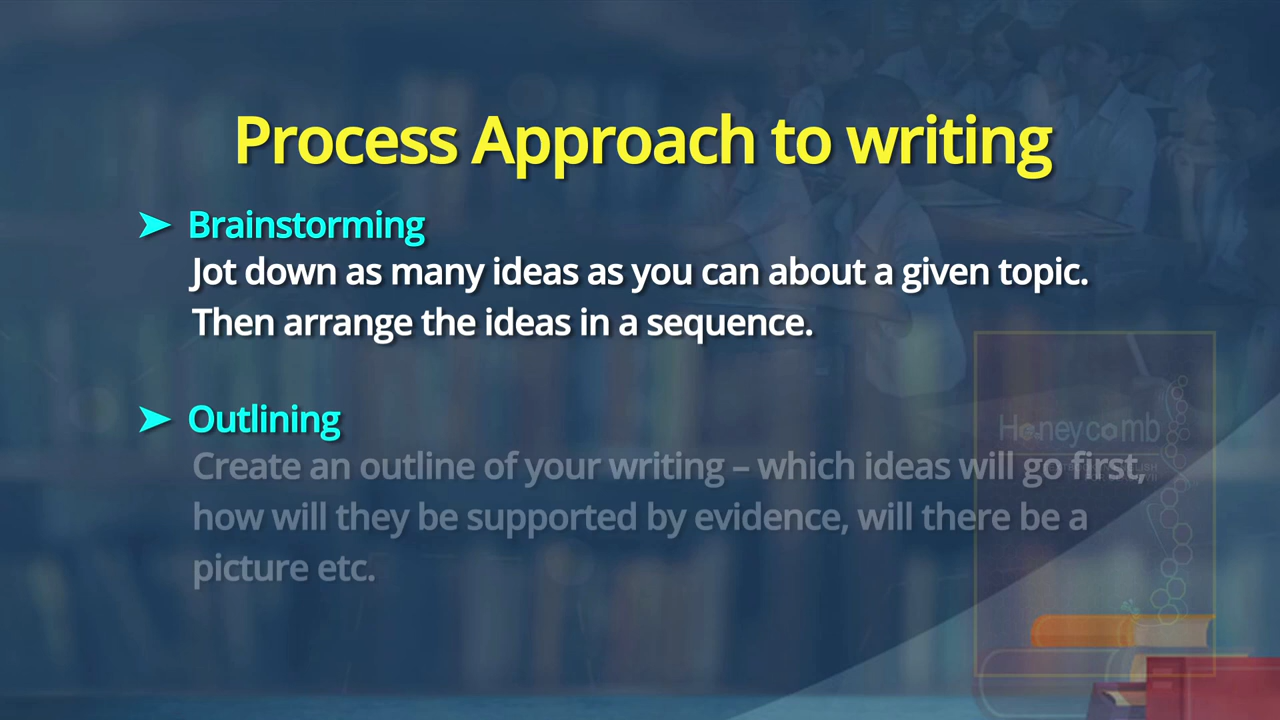 Process Approach to writing
➤ Brainstorming
Jot down as many ideas as you can about a given topic.
Then arrange the ideas in a sequence.
➤ Outlining
Create an outline of your writing – which ideas will go first,
how will they be supported by evidence, will there be a
picture etc.
Honeycomb